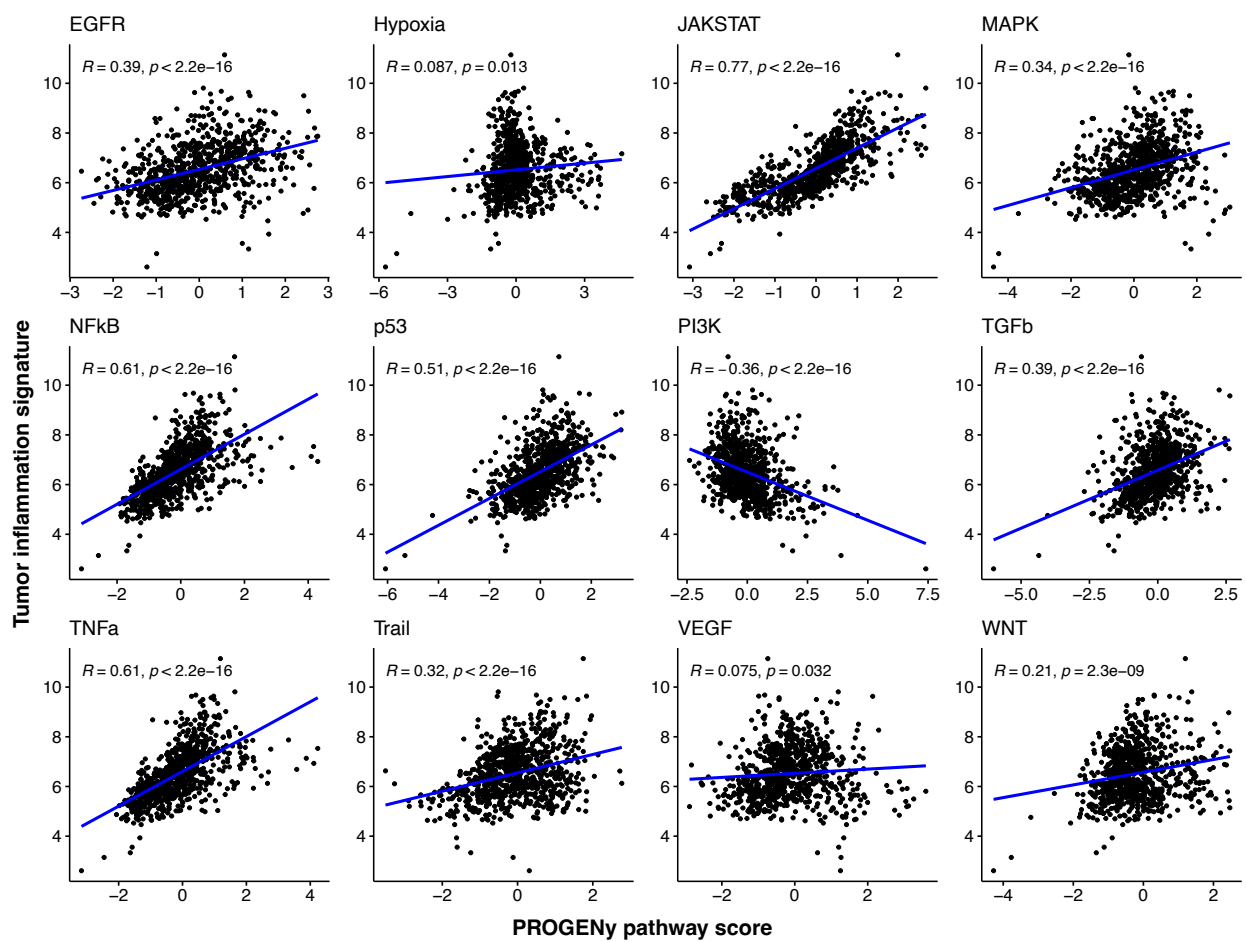 EGFR
Hypoxia
JAKSTAT
MAPK
R = 0.39, p < 2.2e−16
R = 0.087, p = 0.013
R = 0.77, p < 2.2e−16
R = 0.34, p < 2.2e−16
10
8
6
4
10
8
6
4
10
8
6
4
10
8
6
4
−3 −2 −1 0 1 2 3
−6 −3 0 3
−3 −2 −1 0 1 2
−4 −2 0 2
Tumor inflammation signature
NFkB
p53
PI3K
TGFb
R = 0.61, p < 2.2e−16
R = 0.51, p < 2.2e−16
R = −0.36, p < 2.2e−16
R = 0.39, p < 2.2e−16
10
8
6
4
10
8
6
4
10
8
6
4
10
8
6
4
−2 0 2 4
−6 −4 −2 0 2
−2.5 0.0 2.5 5.0 7.5
−5.0 −2.5 0.0 2.5
TNFa
Trail
VEGF
WNT
R = 0.61, p < 2.2e−16
R = 0.32, p < 2.2e−16
R = 0.075, p = 0.032
R = 0.21, p = 2.3e−09
10
8
6
4
10
8
6
4
10
8
6
4
10
8
6
4
−2 0 2 4
−2 0 2
−2 0 2
−4 −2 0 2
PROGENy pathway score